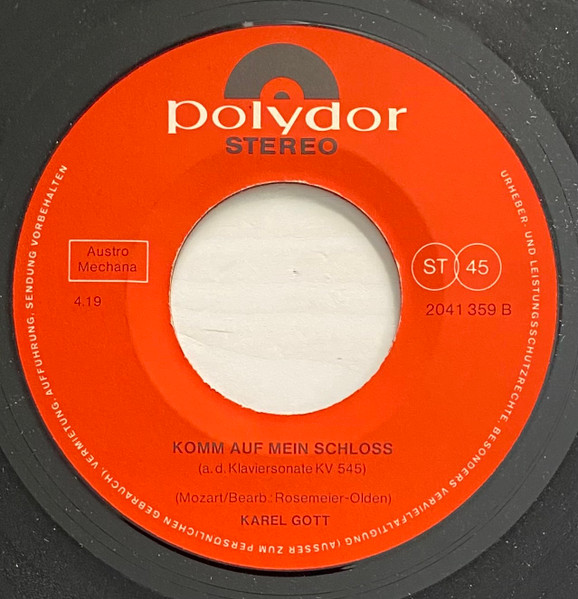 polydor
STEREO
Austro
Mechana
4.19
ST 45
2041 359 B
KOMM AUF MEIN SCHLOSS
(a.d. Klaviersonate KV 545)
(Mozart/Bearb.: Rosemeier-Olden)
KAREL GOTT
URHEBER- UND LEISTUNGSSCHUTZRECHTE, BESONDERS VERVIELFÄLTIGUNG (AUSSER ZUM PERSÖNLICHEN GEBRAUCH), VERMIETUNG, AUFFÜHRUNG, SENDUNG VORBEHALTEN